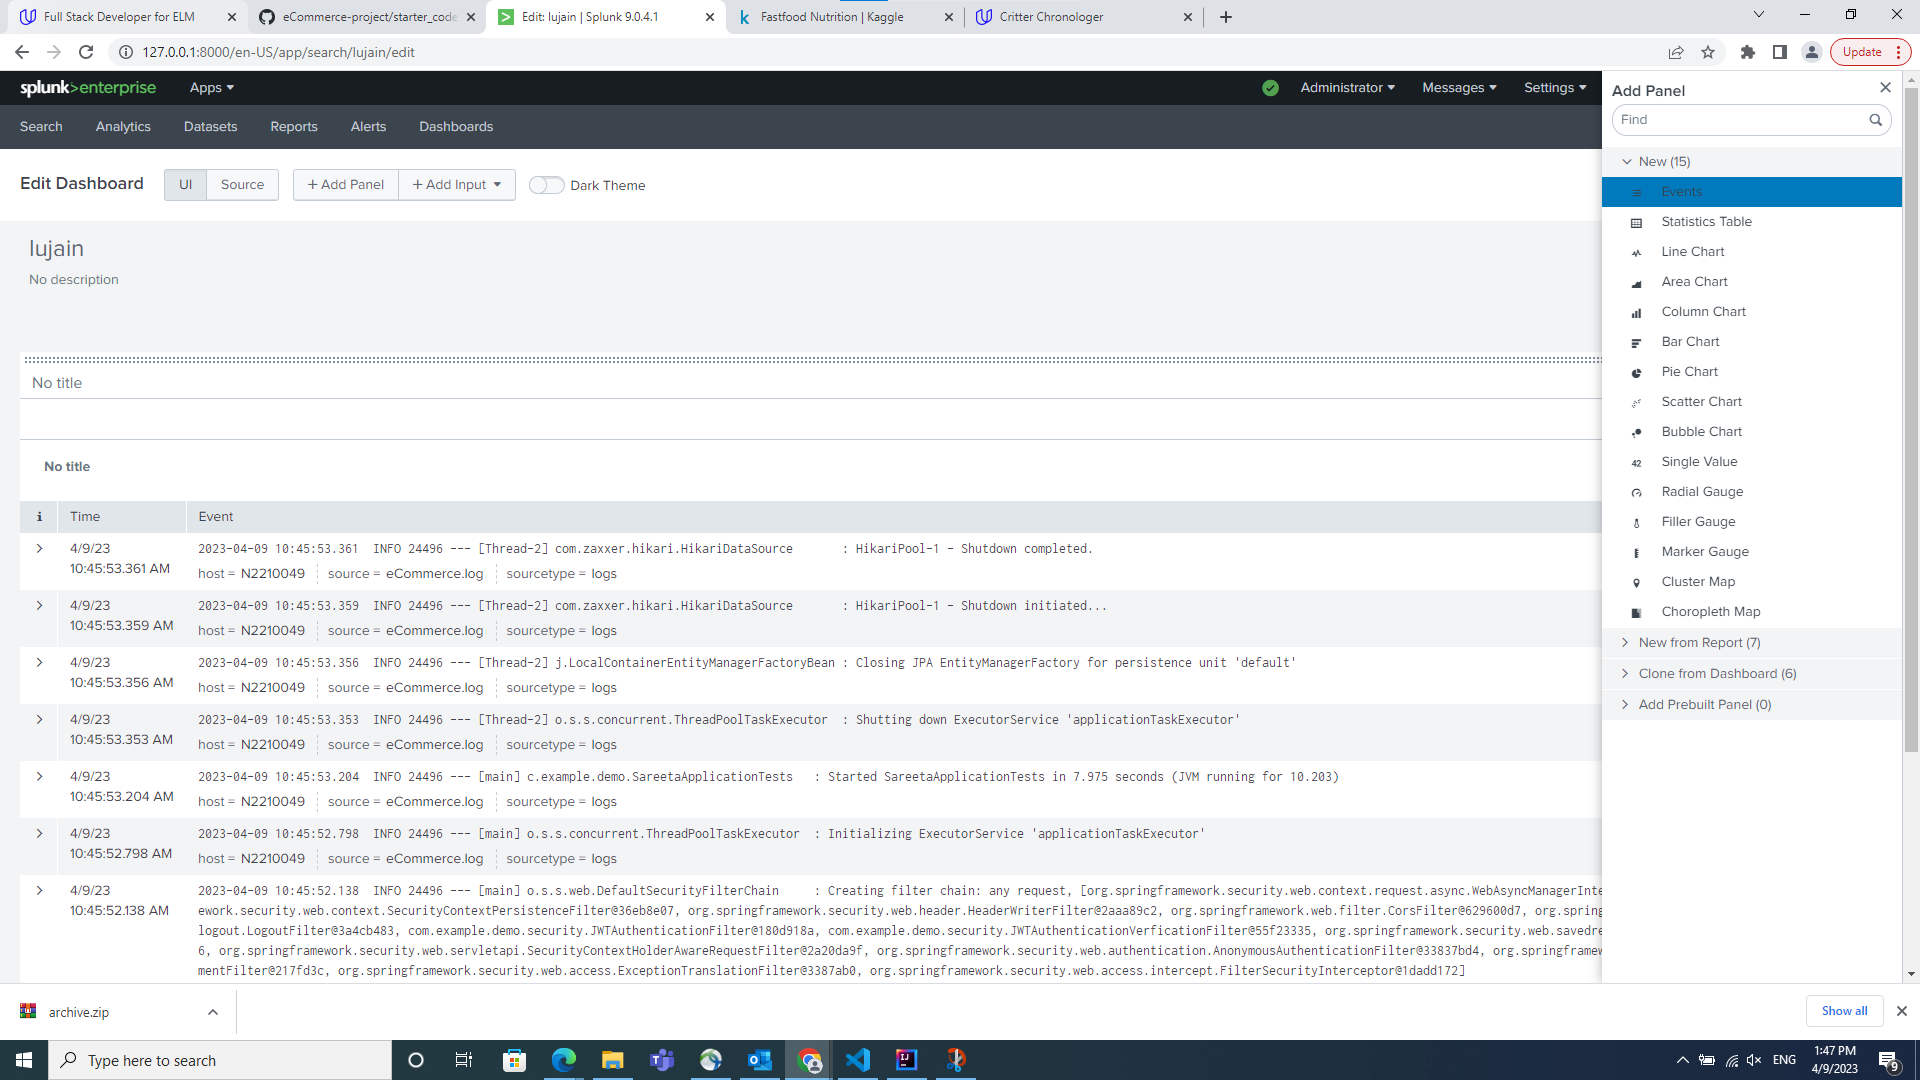 Full Stack Developer for ELM
eCommerce-project/starter_code
Edit: lujain | Splunk 9.0.4.1
Fastfood Nutrition | Kaggle
Critter Chronologer
127.0.0.1:8000/en-US/app/search/lujain/edit
Update
splunk>enterprise
Apps
Administrator
Messages
Settings
Search
Analytics
Datasets
Reports
Alerts
Dashboards
Edit Dashboard
UI
Source
+ Add Panel
+ Add Input
Dark Theme
lujain
No description
No title
No title
i
Time
Event
4/9/23
10:45:53.361 AM
2023-04-09 10:45:53.361  INFO 24496 --- [Thread-2] com.zaxxer.hikari.HikariDataSource       : HikariPool-1 - Shutdown completed.
host = N2210049 source = eCommerce.log sourcetype = logs
4/9/23
10:45:53.359 AM
2023-04-09 10:45:53.359  INFO 24496 --- [Thread-2] com.zaxxer.hikari.HikariDataSource       : HikariPool-1 - Shutdown initiated...
host = N2210049 source = eCommerce.log sourcetype = logs
4/9/23
10:45:53.356 AM
2023-04-09 10:45:53.356  INFO 24496 --- [Thread-2] j.LocalContainerEntityManagerFactoryBean : Closing JPA EntityManagerFactory for persistence unit 'default'
host = N2210049 source = eCommerce.log sourcetype = logs
4/9/23
10:45:53.353 AM
2023-04-09 10:45:53.353  INFO 24496 --- [Thread-2] o.s.s.concurrent.ThreadPoolTaskExecutor  : Shutting down ExecutorService 'applicationTaskExecutor'
host = N2210049 source = eCommerce.log sourcetype = logs
4/9/23
10:45:53.204 AM
2023-04-09 10:45:53.204  INFO 24496 --- [main] c.example.demo.SareetaApplicationTests   : Started SareetaApplicationTests in 7.975 seconds (JVM running for 10.203)
host = N2210049 source = eCommerce.log sourcetype = logs
4/9/23
10:45:52.798 AM
2023-04-09 10:45:52.798  INFO 24496 --- [main] o.s.s.concurrent.ThreadPoolTaskExecutor  : Initializing ExecutorService 'applicationTaskExecutor'
host = N2210049 source = eCommerce.log sourcetype = logs
4/9/23
10:45:52.138 AM
2023-04-09 10:45:52.138  INFO 24496 --- [main] o.s.s.web.DefaultSecurityFilterChain     : Creating filter chain: any request, [org.springframework.security.web.context.request.async.WebAsyncManagerInte
ework.security.web.context.SecurityContextPersistenceFilter@36eb8e07, org.springframework.security.web.header.HeaderWriterFilter@2aaa89c2, org.springframework.web.filter.CorsFilter@629600d7, org.spring
logout.LogoutFilter@3a4cb483, com.example.demo.security.JWTAuthenticationFilter@180d918a, com.example.demo.security.JWTAuthenticationVerficationFilter@55f23335, org.springframework.security.web.savedre
6, org.springframework.security.web.servletapi.SecurityContextHolderAwareRequestFilter@2a20da9f, org.springframework.security.web.authentication.AnonymousAuthenticationFilter@33837bd4, org.springframew
mentFilter@217fd3c, org.springframework.security.web.access.ExceptionTranslationFilter@3387ab0, org.springframework.security.web.access.intercept.FilterSecurityInterceptor@1dadd172]
Add Panel
Find
New (15)
Events
Statistics Table
Line Chart
Area Chart
Column Chart
Bar Chart
Pie Chart
Scatter Chart
Bubble Chart
42 Single Value
Radial Gauge
Filler Gauge
Marker Gauge
Cluster Map
Choropleth Map
New from Report (7)
Clone from Dashboard (6)
Add Prebuilt Panel (0)
archive.zip
Show all
Type here to search
ENG
1:47 PM
4/9/2023
9